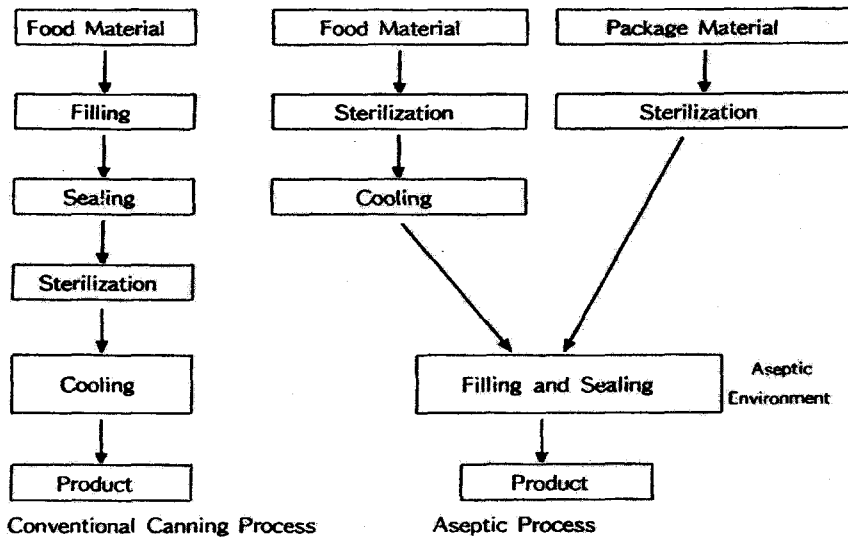 Food Material
Filling
Sealing
Sterilization
Cooling
Product
Conventional Canning Process
Food Material
Package Material
Sterilization
Sterilization
Cooling
Filling and Sealing
Aseptic
Environment
Product
Aseptic Process